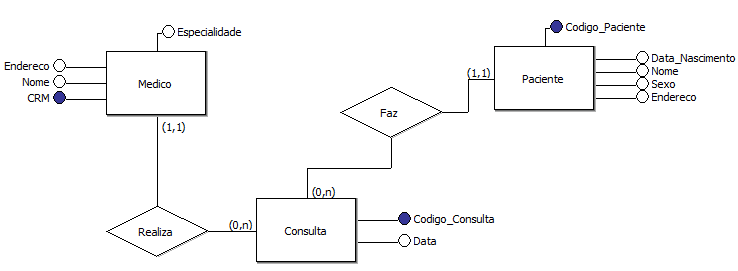 Especialidade
Endereco
Nome
CRM
Medico
(1,1)
Codigo_Paciente
Paciente
Data_Nascimento
Nome
Sexo
Endereco
(1,1)
Faz
(0,n)
Realiza
(0,n)
Consulta
Codigo_Consulta
Data